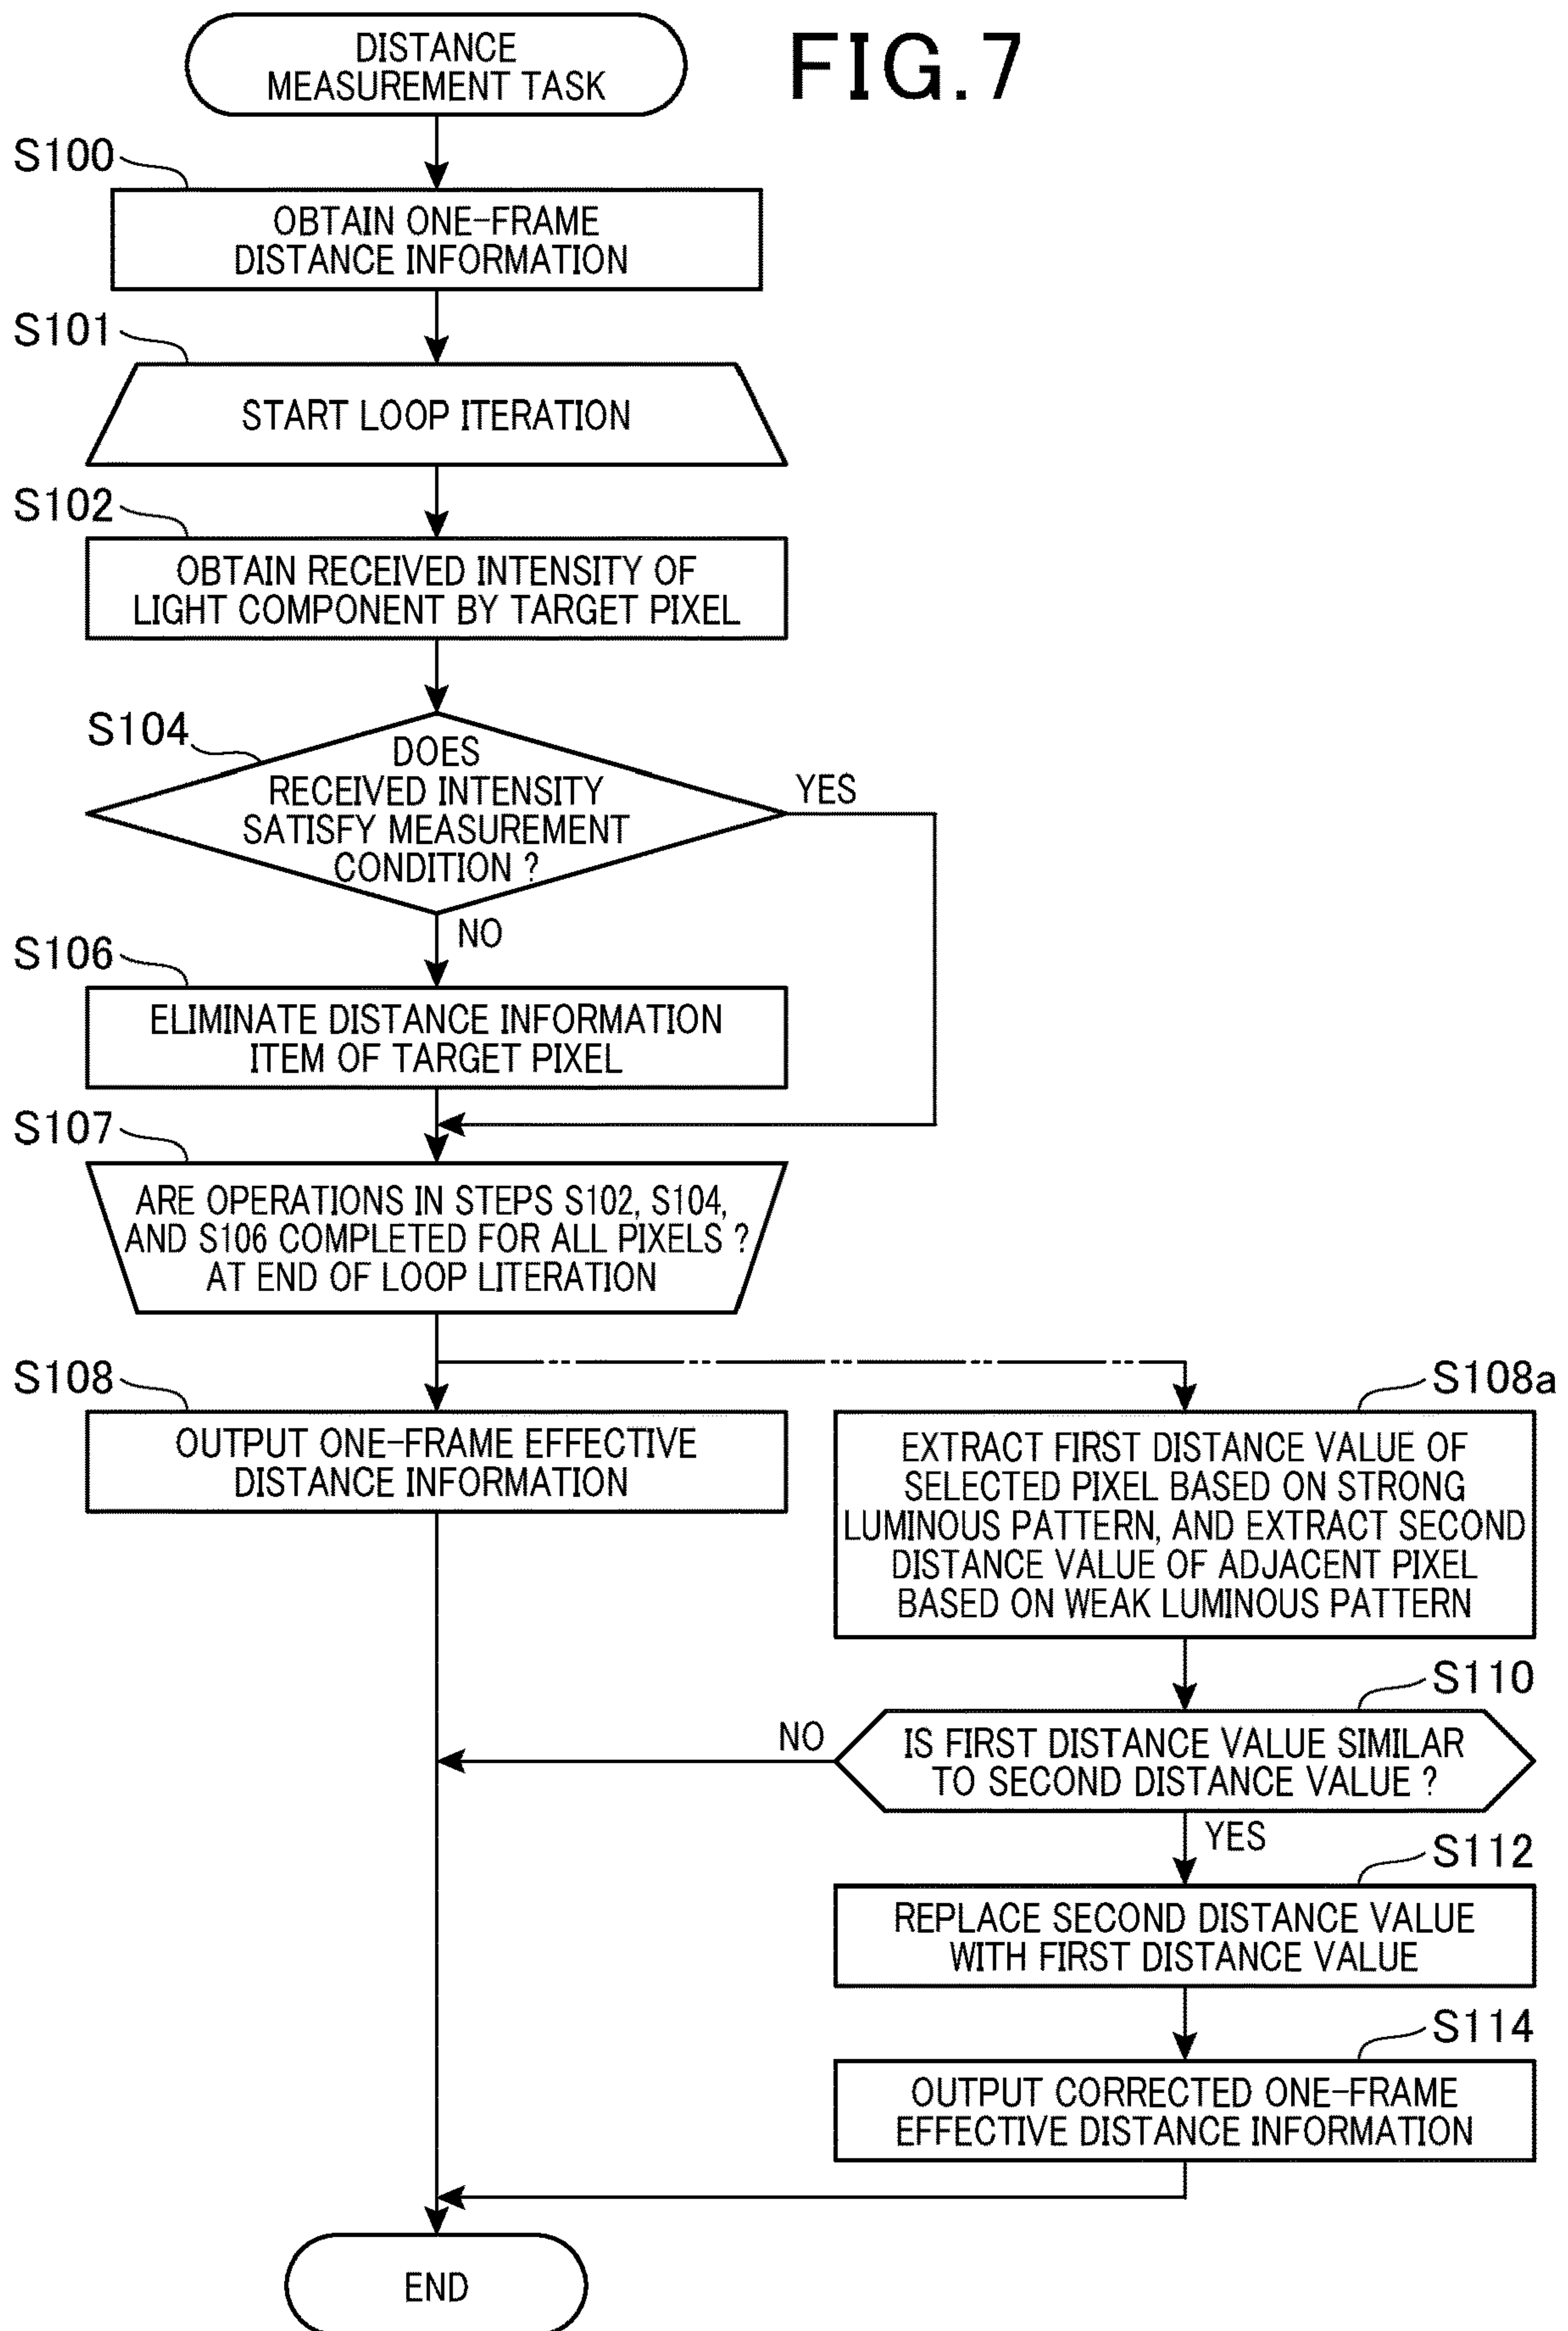 DISTANCE
MEASUREMENT TASK
FIG.7
S100
OBTAIN ONE-FRAME
DISTANCE INFORMATION
S101
START LOOP ITERATION
S102
OBTAIN RECEIVED INTENSITY OF
LIGHT COMPONENT BY TARGET PIXEL
S104
DOES
RECEIVED INTENSITY
SATISFY MEASUREMENT
CONDITION ?
YES
NO
S106
ELIMINATE DISTANCE INFORMATION
ITEM OF TARGET PIXEL
S107
ARE OPERATIONS IN STEPS S102, S104,
AND S106 COMPLETED FOR ALL PIXELS ?
AT END OF LOOP LITERATION
S108
OUTPUT ONE-FRAME EFFECTIVE
DISTANCE INFORMATION
S108a
EXTRACT FIRST DISTANCE VALUE OF
SELECTED PIXEL BASED ON STRONG
LUMINOUS PATTERN, AND EXTRACT SECOND
DISTANCE VALUE OF ADJACENT PIXEL
BASED ON WEAK LUMINOUS PATTERN
S110
IS FIRST DISTANCE VALUE SIMILAR
TO SECOND DISTANCE VALUE ?
NO
YES
S112
REPLACE SECOND DISTANCE VALUE
WITH FIRST DISTANCE VALUE
S114
OUTPUT CORRECTED ONE-FRAME
EFFECTIVE DISTANCE INFORMATION
END